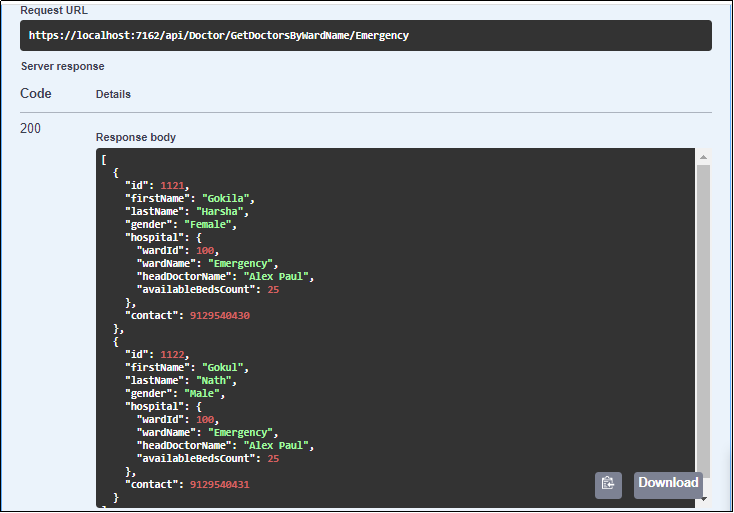 Request URL
https://localhost:7162/api/Doctor/GetDoctorsByWardName/Emergency
Server response
Code Details
200
Response body
[
  {
    "id": 1121,
    "firstName": "Gokila",
    "lastName": "Harsha",
    "gender": "Female",
    "hospital": {
      "wardId": 100,
      "wardName": "Emergency",
      "headDoctorName": "Alex Paul",
      "availableBedsCount": 25
    },
    "contact": 9129540430
  },
  {
    "id": 1122,
    "firstName": "Gokul",
    "lastName": "Nath",
    "gender": "Male",
    "hospital": {
      "wardId": 100,
      "wardName": "Emergency",
      "headDoctorName": "Alex Paul",
      "availableBedsCount": 25
    },
    "contact": 9129540431
  }
Download